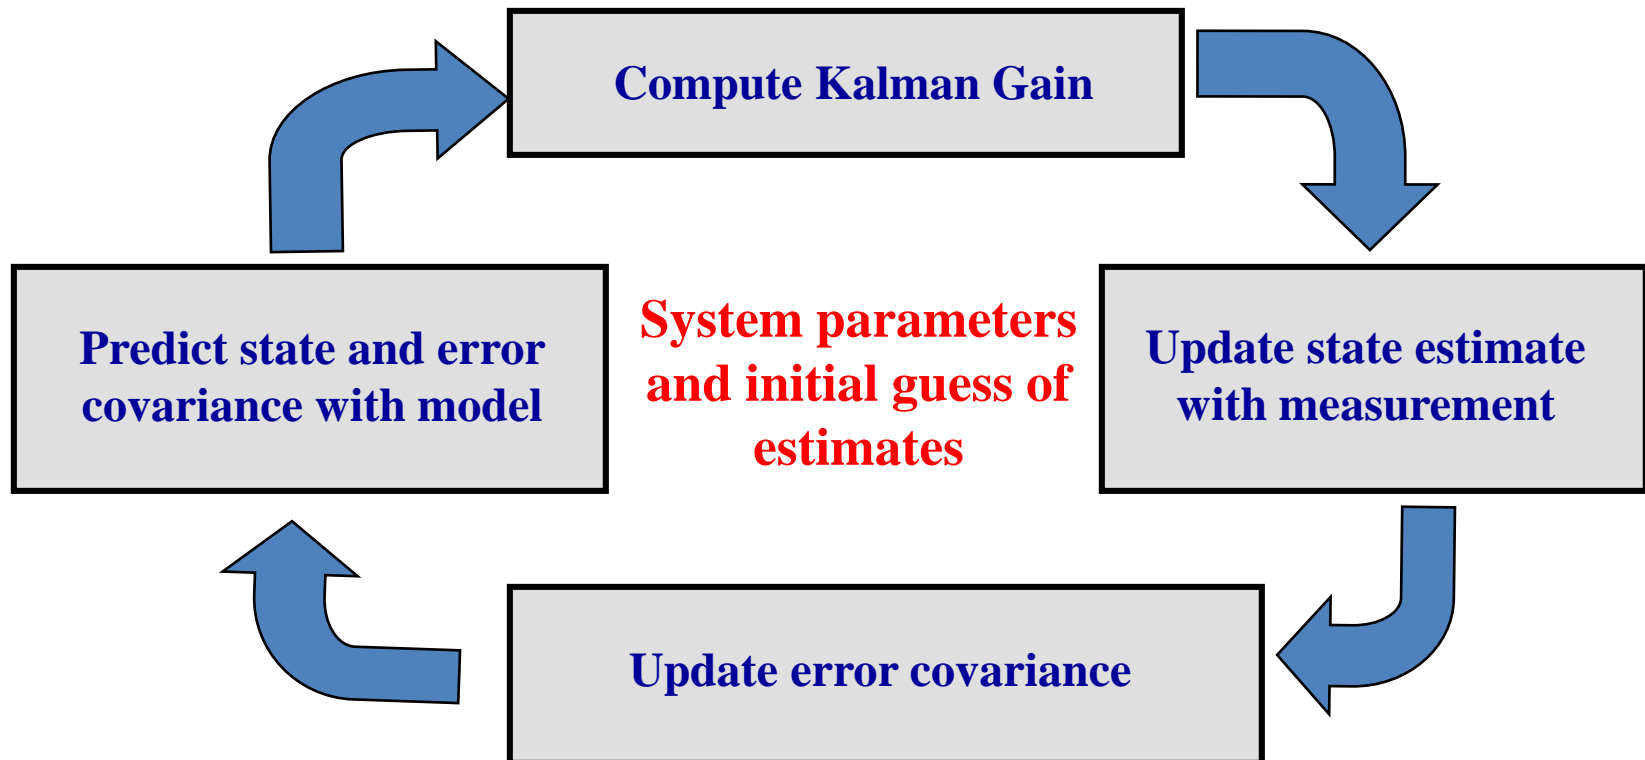 Compute Kalman Gain
Predict state and error
covariance with model
System parameters
and initial guess of
estimates
Update state estimate
with measurement
Update error covariance